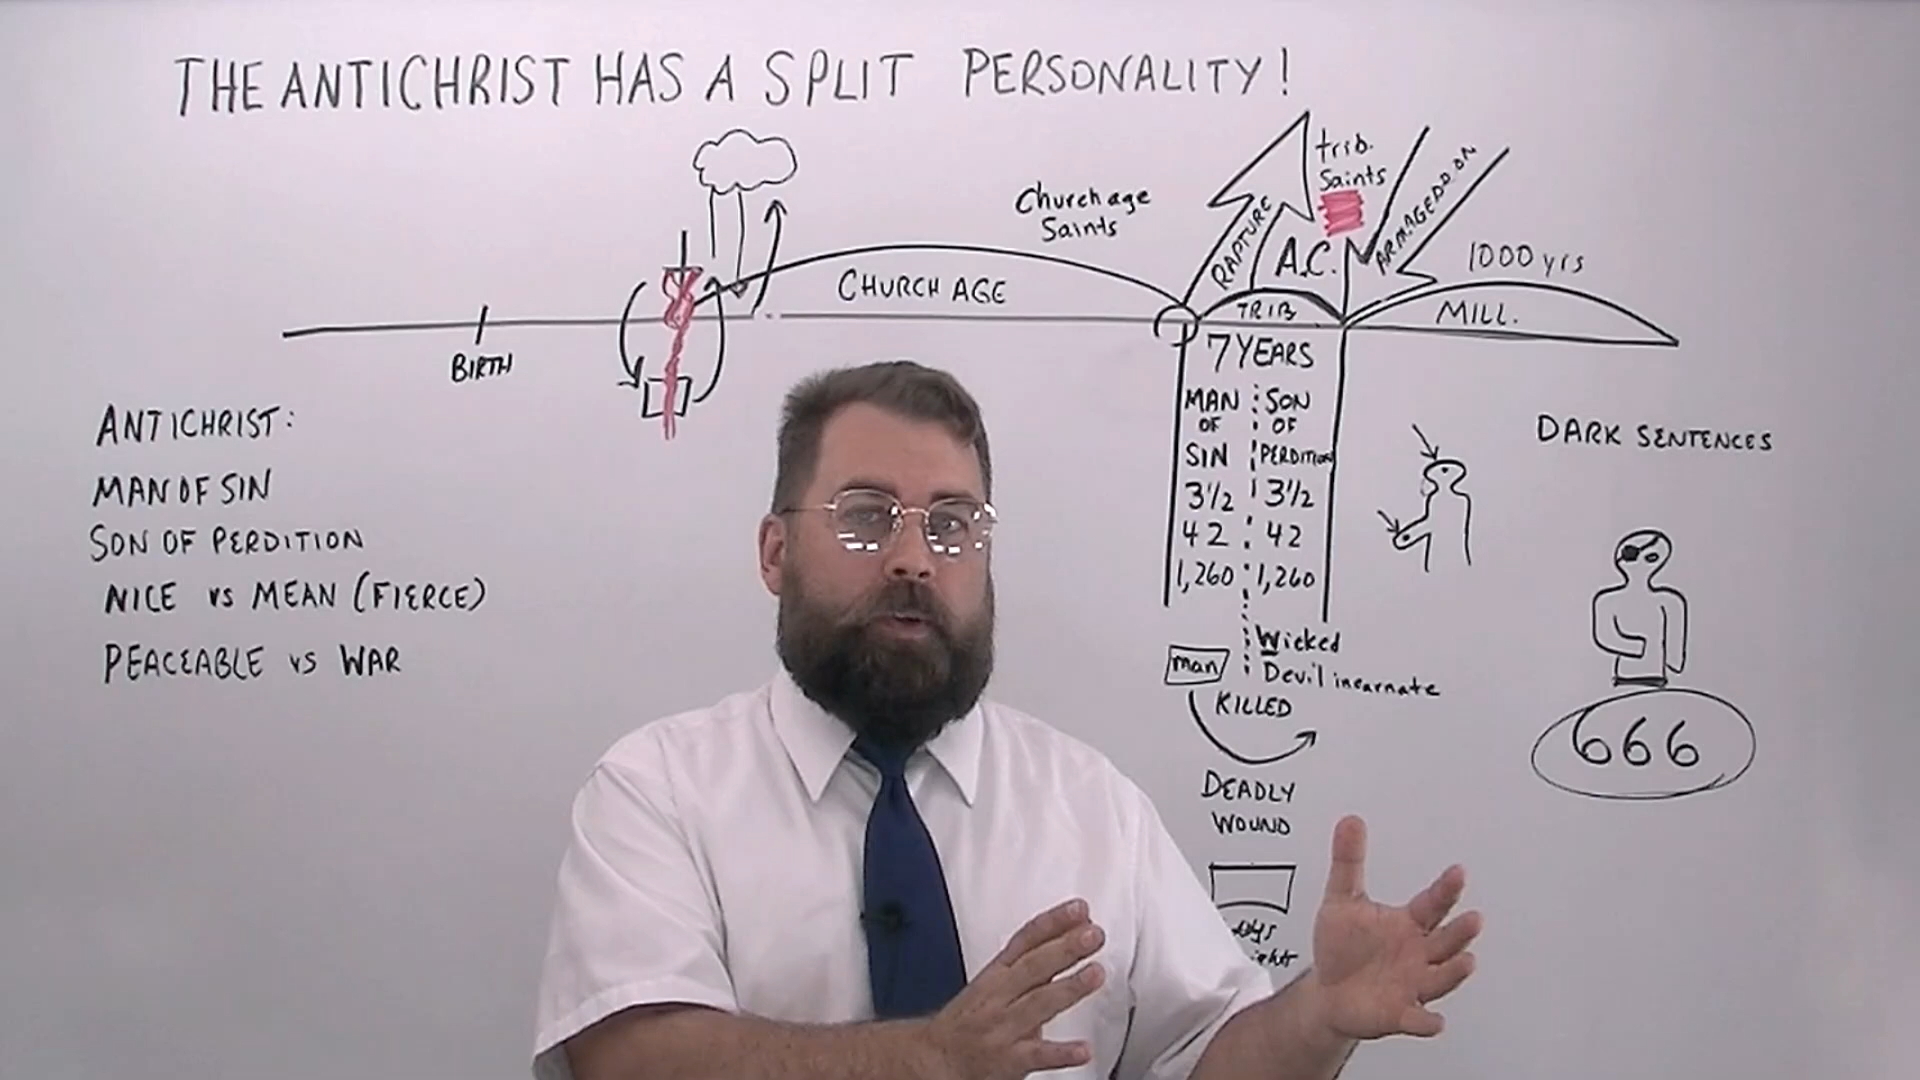 THE ANTICHRIST HAS A SPLIT PERSONALITY!
BIRTH
CHURCH AGE
Church age
Saints
RAPTURE
trib.
Saints
A.C.
ARMAGEDDON
TRIB
1000 yrs
MILL.
ANTICHRIST:
MAN OF SIN
SON OF PERDITION
NICE vs MEAN (FIERCE)
PEACEABLE vs WAR
7 YEARS
MAN SON
OF OF
SIN PERDITION
3½ 3½
42 42
1,260 1,260
Wicked
man Devil incarnate
KILLED
DEADLY
WOUND
DARK SENTENCES
666